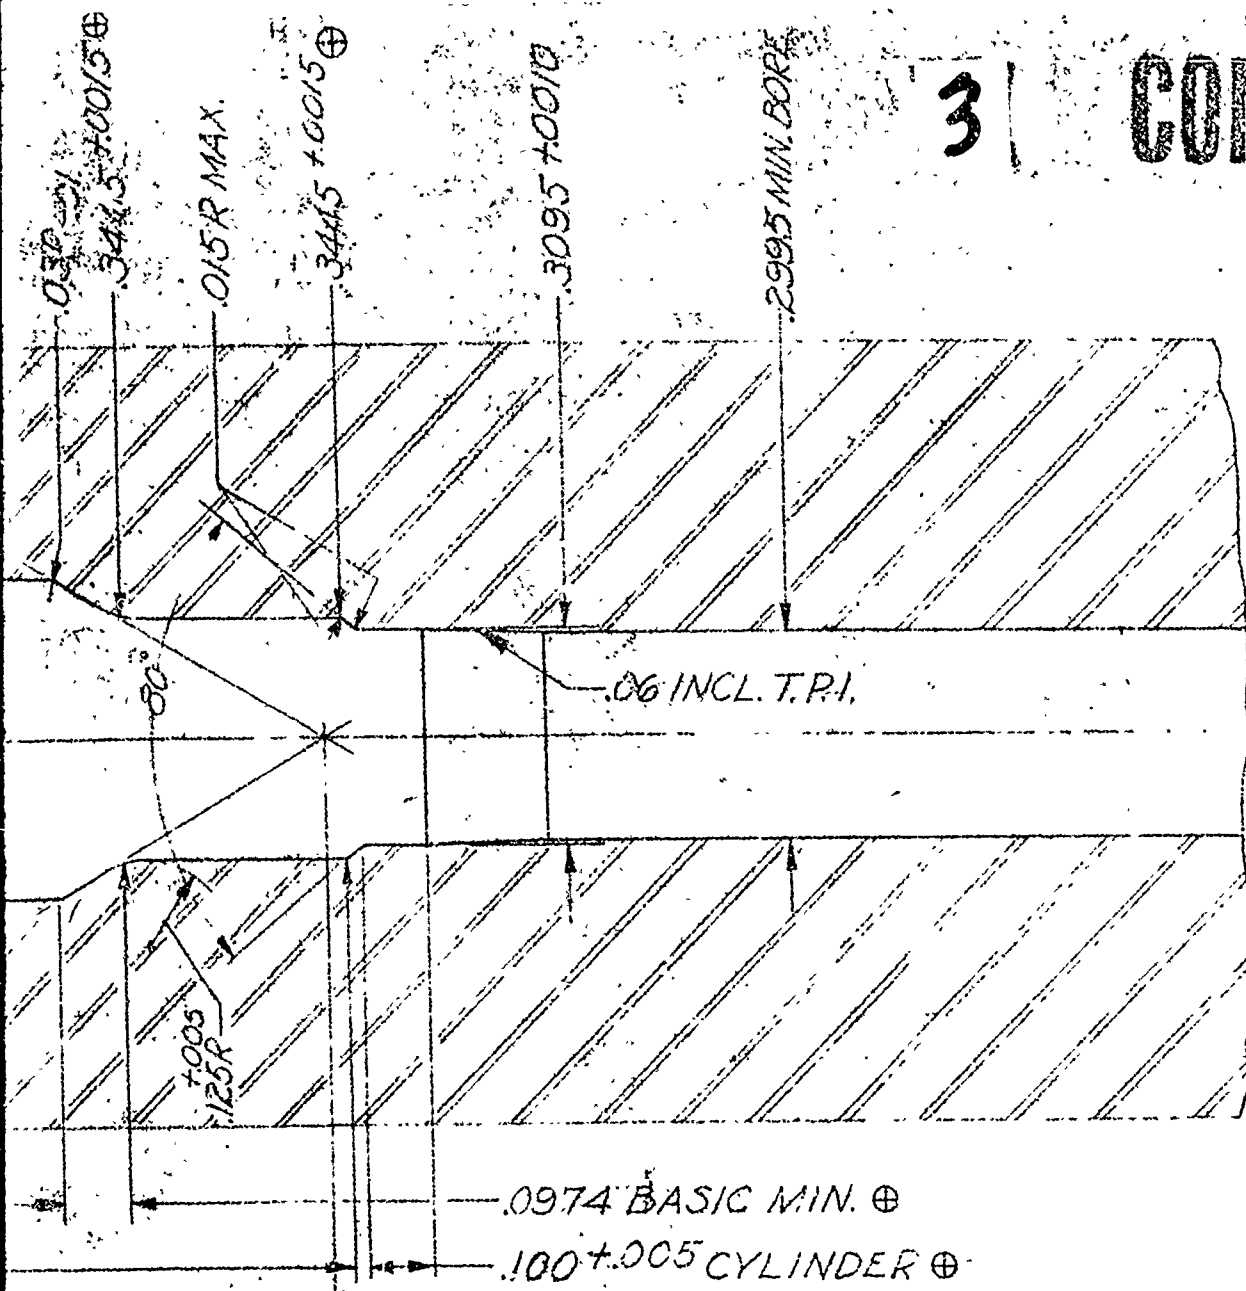 .3445 +.0015 ⊕
.015R MAX.
.3445 +.0015 ⊕
.3095 +.0010
.2995 MIN. BORE
3
.06 INCL. T.P.I.
80°
+.005
.125R
.0974 BASIC MIN. ⊕
.100 +.005 CYLINDER ⊕